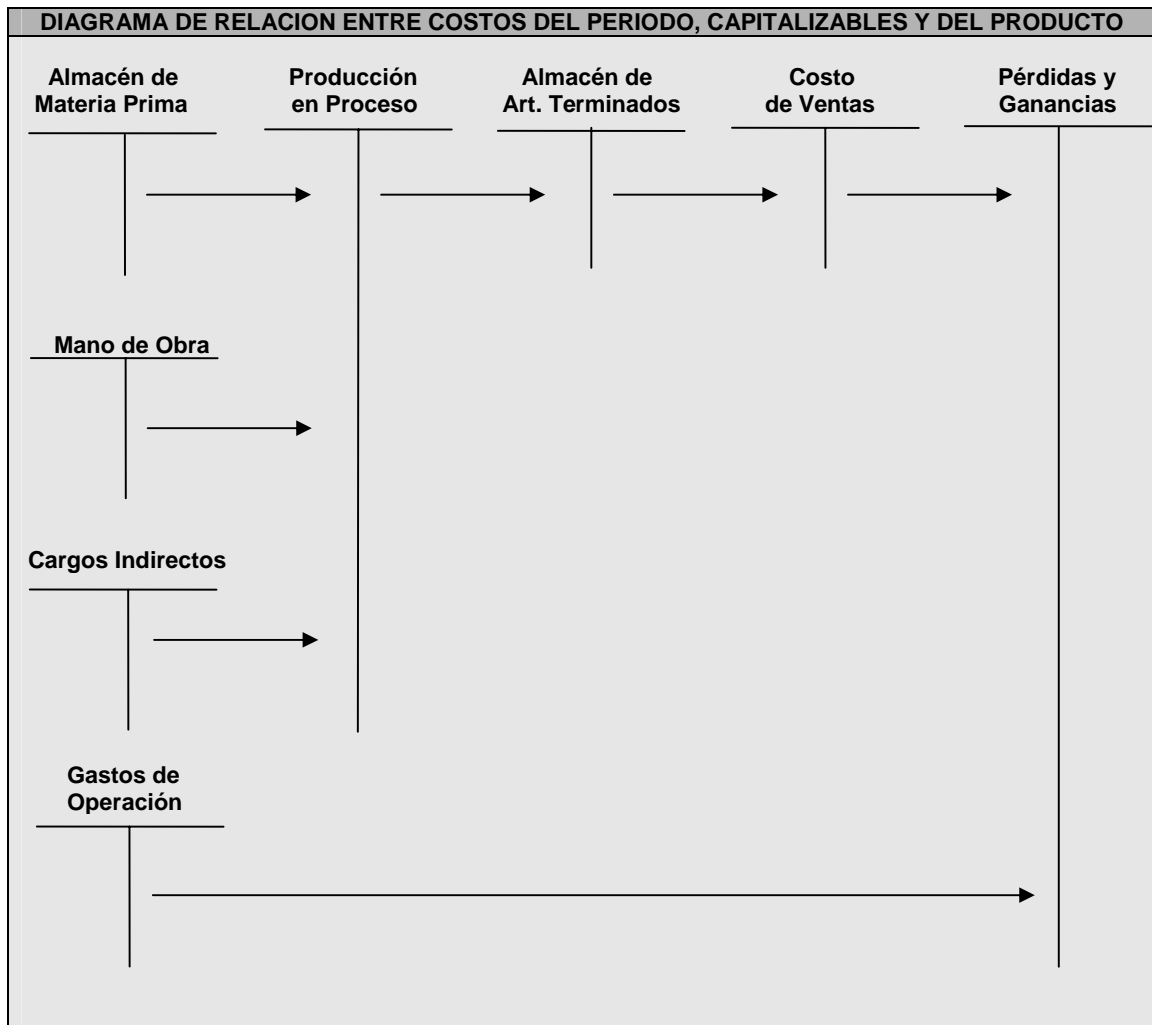 DIAGRAMA DE RELACION ENTRE COSTOS DEL PERIODO, CAPITALIZABLES Y DEL PRODUCTO
Almacén de
Materia Prima
Producción
en Proceso
Almacén de
Art. Terminados
Costo
de Ventas
Pérdidas y
Ganancias
Mano de Obra
Cargos Indirectos
Gastos de
Operación